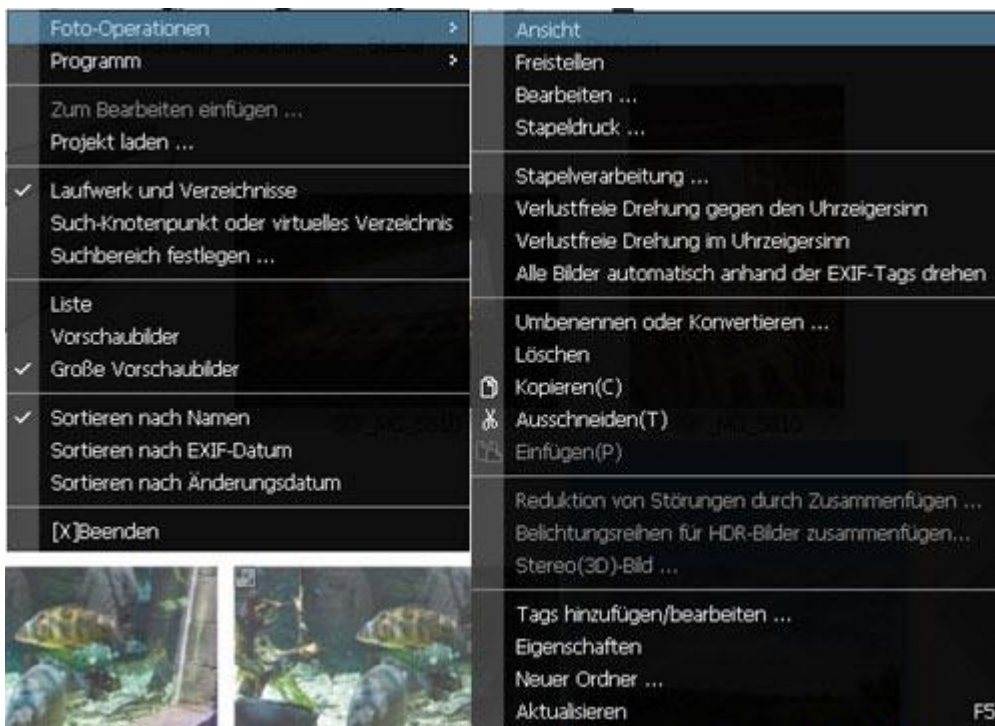 Foto-Operationen
Programm
Zum Bearbeiten einfügen ...
Projekt laden ...
Laufwerk und Verzeichnisse
Such-Knotenpunkt oder virtuelles Verzeichnis
Suchbereich festlegen ...
Liste
Vorschaubilder
Große Vorschaubilder
Sortieren nach Namen
Sortieren nach EXIF-Datum
Sortieren nach Änderungsdatum
[X]Beenden
Ansicht
Freistellen
Bearbeiten ...
Stapeldruck ...
Stapelverarbeitung ...
Verlustfreie Drehung gegen den Uhrzeigersinn
Verlustfreie Drehung im Uhrzeigersinn
Alle Bilder automatisch anhand der EXIF-Tags drehen
Umbenennen oder Konvertieren ...
Löschen
Kopieren(C)
Ausschneiden(T)
Einfügen(P)
Reduktion von Störungen durch Zusammenfügen ...
Belichtungsreihen für HDR-Bilder zusammenfügen...
Stereo(3D)-Bild ...
Tags hinzufügen/bearbeiten ...
Eigenschaften
Neuer Ordner ...
Aktualisieren F5